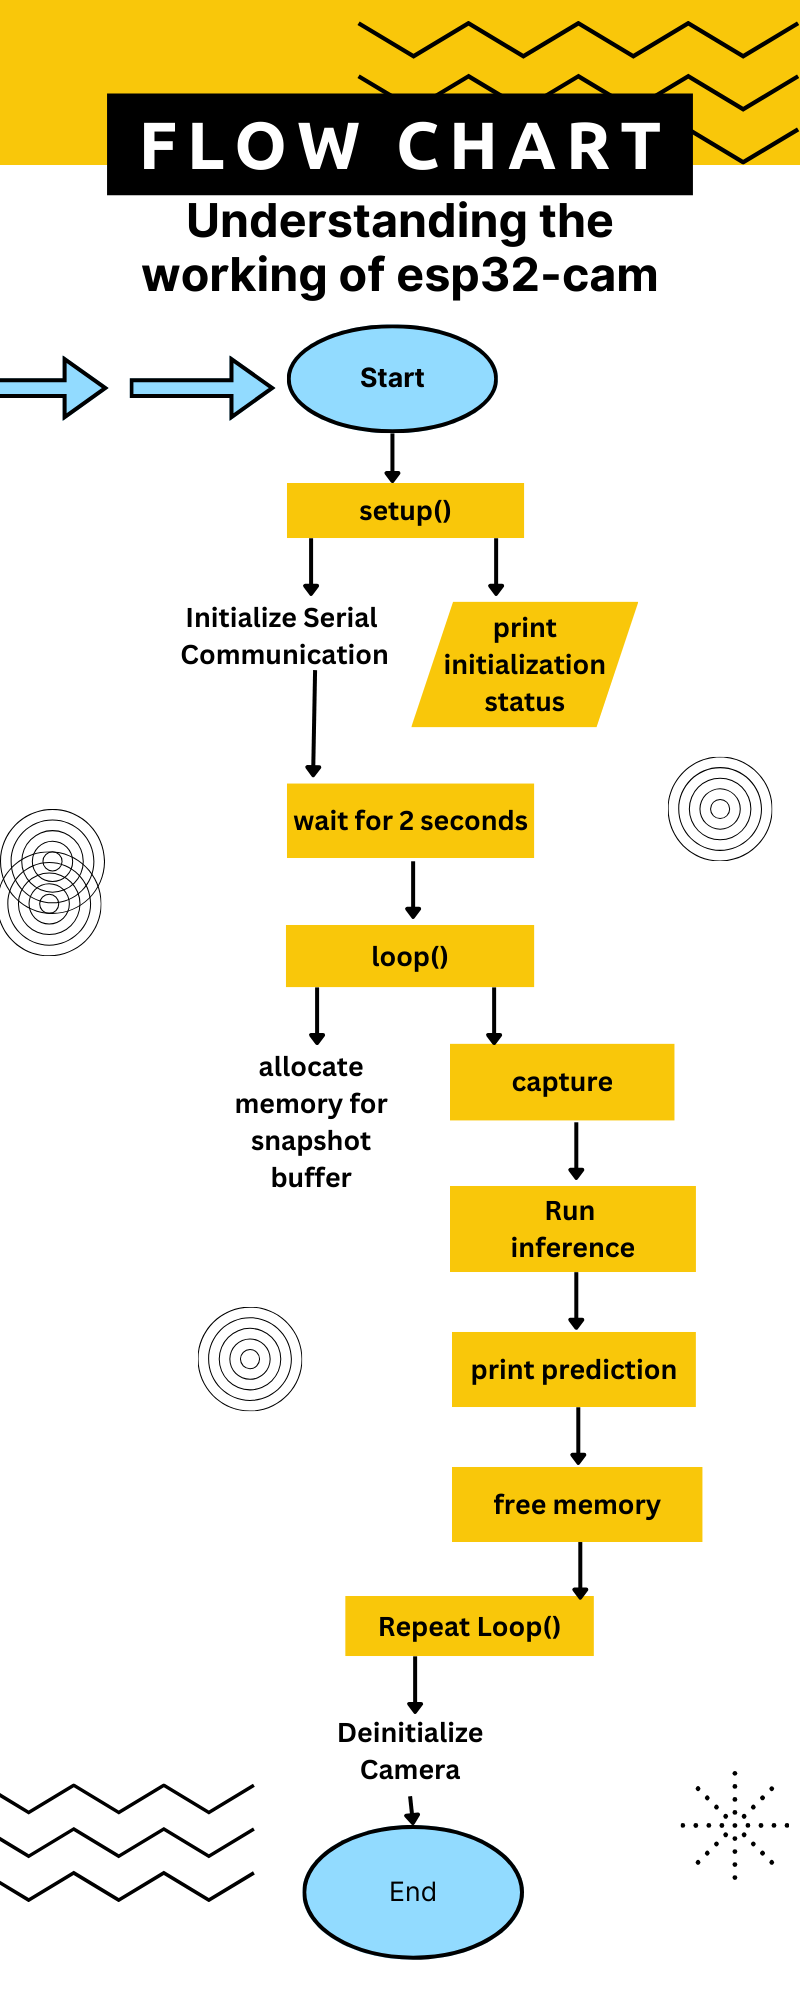 FLOW CHART
Understanding the
working of esp32-cam
Start
setup()
Initialize Serial
Communication
print
initialization
status
wait for 2 seconds
loop()
allocate
memory for
snapshot
buffer
capture
Run
inference
print prediction
free memory
Repeat Loop()
Deinitialize
Camera
End